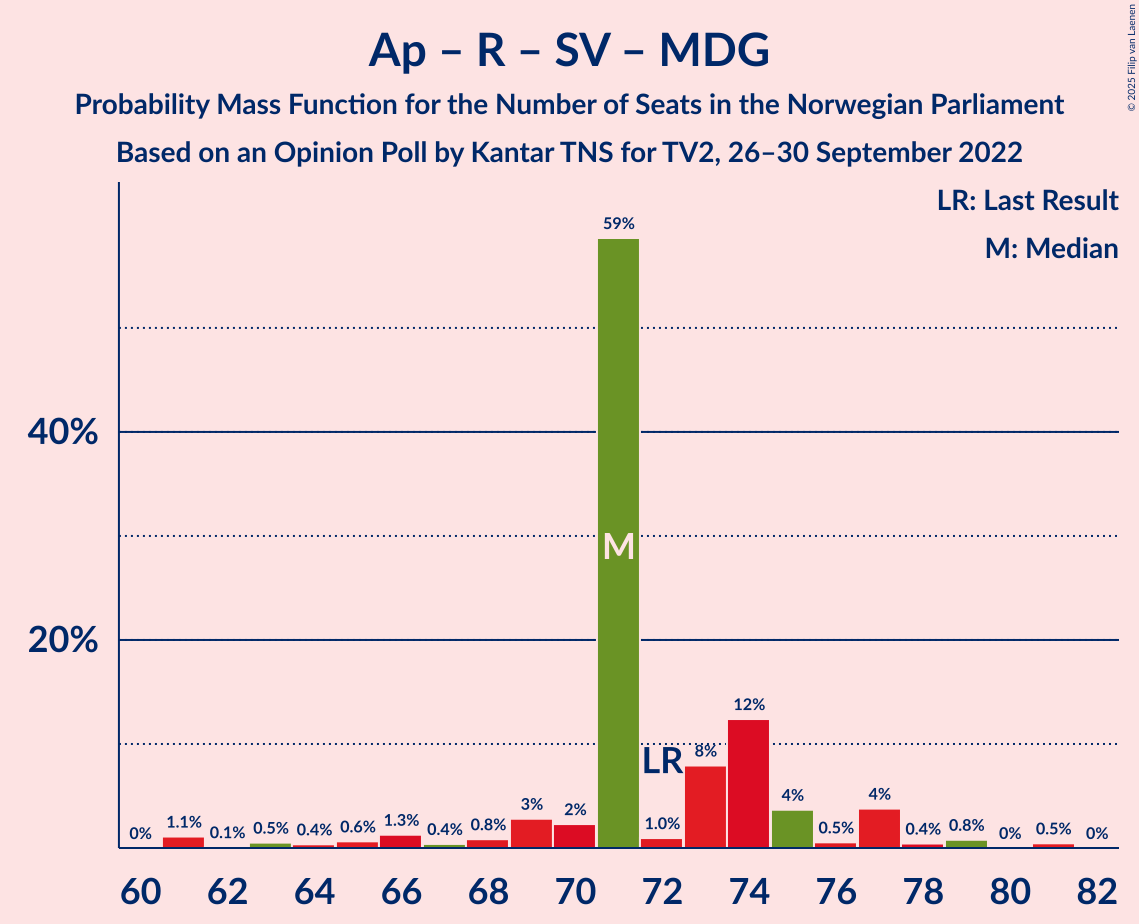 Ap – R – SV – MDG
Probability Mass Function for the Number of Seats in the Norwegian Parliament
Based on an Opinion Poll by Kantar TNS for TV2, 26–30 September 2022
© 2025 Filip van Laenen
LR: Last Result
M: Median
59%
40%
M
20%
12%
LR
8%
0%
1.1%
0.1%
0.5%
0.4%
0.6%
1.3%
0.4%
0.8%
3%
2%
1.0%
4%
0.5%
4%
0.4%
0.8%
0%
0.5%
0%
60 62 64 66 68 70 72 74 76 78 80 82